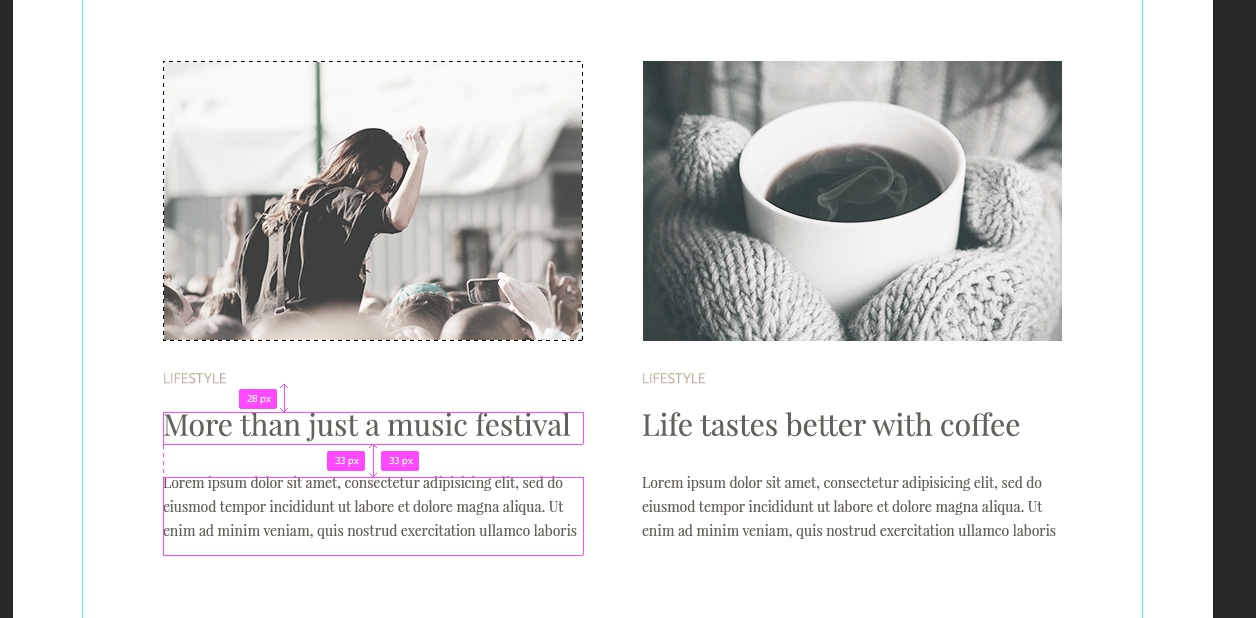 LIFESTYLE
28 px
More than just a music festival
33 px 33 px
Lorem ipsum dolor sit amet, consectetur adipisicing elit, sed do
eiusmod tempor incididunt ut labore et dolore magna aliqua. Ut
enim ad minim veniam, quis nostrud exercitation ullamco laboris
LIFESTYLE
Life tastes better with coffee
Lorem ipsum dolor sit amet, consectetur adipisicing elit, sed do
eiusmod tempor incididunt ut labore et dolore magna aliqua. Ut
enim ad minim veniam, quis nostrud exercitation ullamco laboris